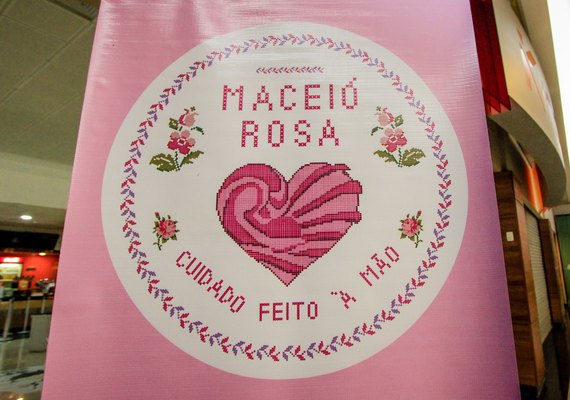 MACEIÓ
ROSA
CUIDADO FEITO À MÃO